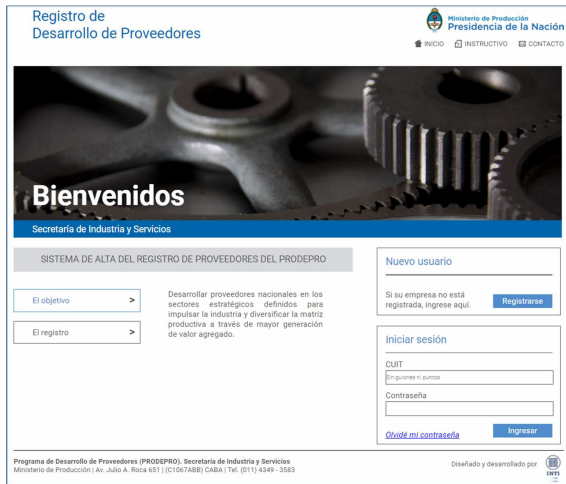 Registro de
Desarrollo de Proveedores
Ministerio de Producción
Presidencia de la Nación
INICIO INSTRUCTIVO CONTACTO
Bienvenidos
Secretaría de Industria y Servicios
SISTEMA DE ALTA DEL REGISTRO DE PROVEEDORES DEL PRODEPRO
El objetivo >
El registro >
Desarrollar proveedores nacionales en los
sectores estratégicos definidos para
impulsar la industria y diversificar la matriz
productiva a través de mayor generación
de valor agregado.
Nuevo usuario
Si su empresa no está
registrada, ingrese aquí.
Registrarse
Iniciar sesión
CUIT
Sin guiones ni puntos
Contraseña
Olvidé mi contraseña
Ingresar
Programa de Desarrollo de Proveedores (PRODEPRO). Secretaría de Industria y Servicios
Ministerio de Producción | Av. Julio A. Roca 651 | (C1067ABB) CABA | Tel. (011) 4349 - 3583
Diseñado y desarrollado por
INTI